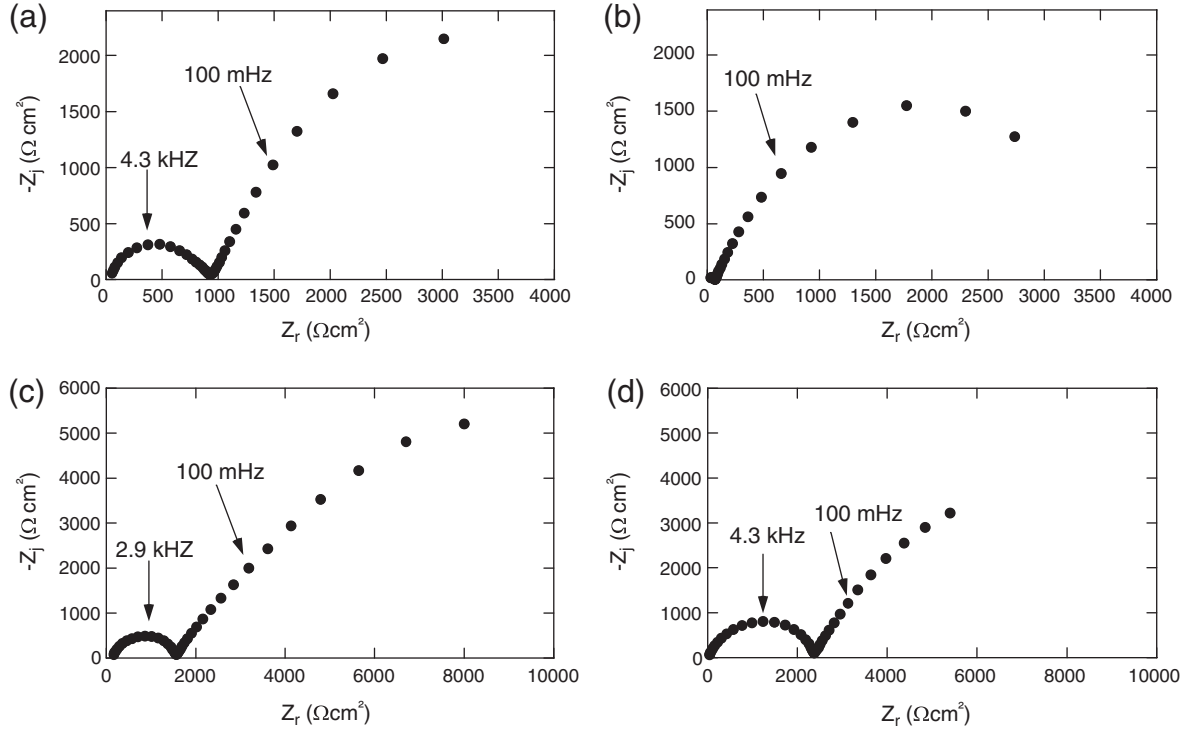 (a)
2000
1500
1000
500
0
-Zj (Ω cm²)
100 mHz
4.3 kHZ
0 500 1000 1500 2000 2500 3000 3500 4000
Zr (Ωcm²)
(b)
2000
1500
1000
500
0
-Zj (Ω cm²)
100 mHz
0 500 1000 1500 2000 2500 3000 3500 4000
Zr (Ωcm²)
(c)
6000
5000
4000
3000
2000
1000
0
-Zj (Ω cm²)
100 mHz
2.9 kHZ
0 2000 4000 6000 8000 10000
Zr (Ωcm²)
(d)
6000
5000
4000
3000
2000
1000
0
-Zj (Ω cm²)
100 mHz
4.3 kHz
0 2000 4000 6000 8000 10000
Zr (Ωcm²)